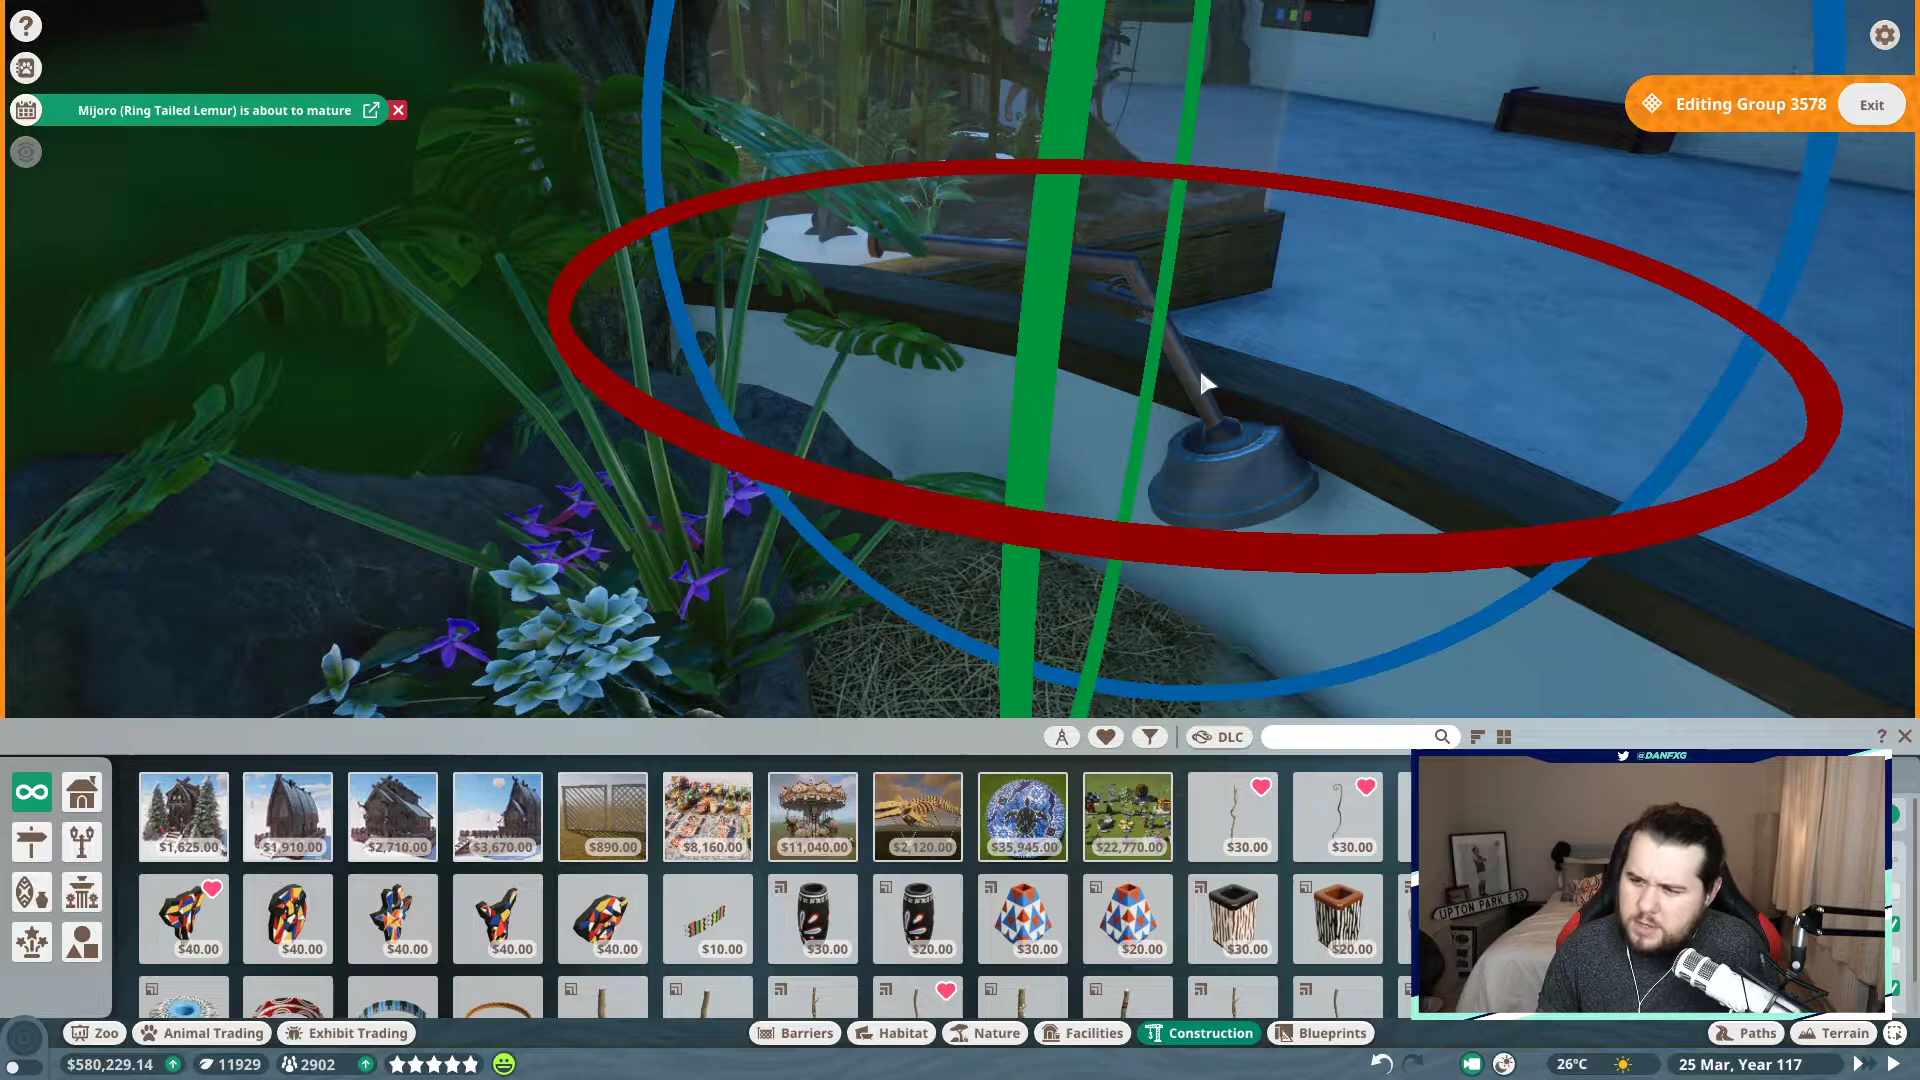 ?
Mijoro (Ring Tailed Lemur) is about to mature
Editing Group 3578
Exit
DLC
?
@DANFXG
$1,625.00
$1,910.00
$2,710.00
$3,670.00
$890.00
$8,160.00
$11,040.00
$2,120.00
$35,945.00
$22,770.00
$30.00
$30.00
$40.00
$40.00
$40.00
$40.00
$40.00
$10.00
$30.00
$20.00
$30.00
$20.00
$30.00
$20.00
UPTON PARK E.13
Zoo
Animal Trading
Exhibit Trading
Barriers
Habitat
Nature
Facilities
Construction
Blueprints
Paths
Terrain
$580,229.14
11929
2902
26°C
25 Mar, Year 117